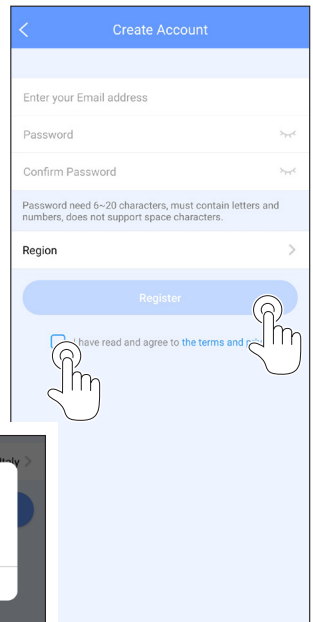 Create Account
Enter your Email address
Password
Confirm Password
Password need 6~20 characters, must contain letters and
numbers, does not support space characters.
Region
Register
I have read and agree to the terms and